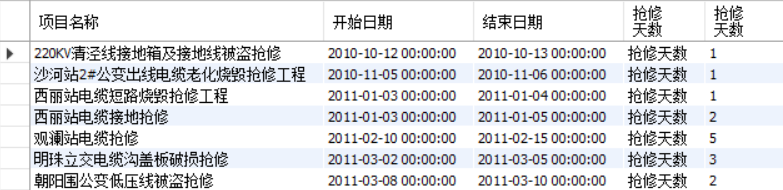 项目名称 开始日期 结束日期 抢修天数 抢修天数
220KV清泾线接地箱及接地线被盗抢修 2010-10-12 00:00:00 2010-10-13 00:00:00 抢修天数 1
沙河站2#公变出线电缆老化烧毁抢修工程 2010-11-05 00:00:00 2010-11-06 00:00:00 抢修天数 1
西丽站电缆短路烧毁抢修工程 2011-01-03 00:00:00 2011-01-04 00:00:00 抢修天数 1
西丽站电缆接地抢修 2011-01-03 00:00:00 2011-01-05 00:00:00 抢修天数 2
观澜站电缆抢修 2011-02-10 00:00:00 2011-02-15 00:00:00 抢修天数 5
明珠立交电缆沟盖板破损抢修 2011-03-02 00:00:00 2011-03-05 00:00:00 抢修天数 3
朝阳围公变低压线被盗抢修 2011-03-08 00:00:00 2011-03-10 00:00:00 抢修天数 2